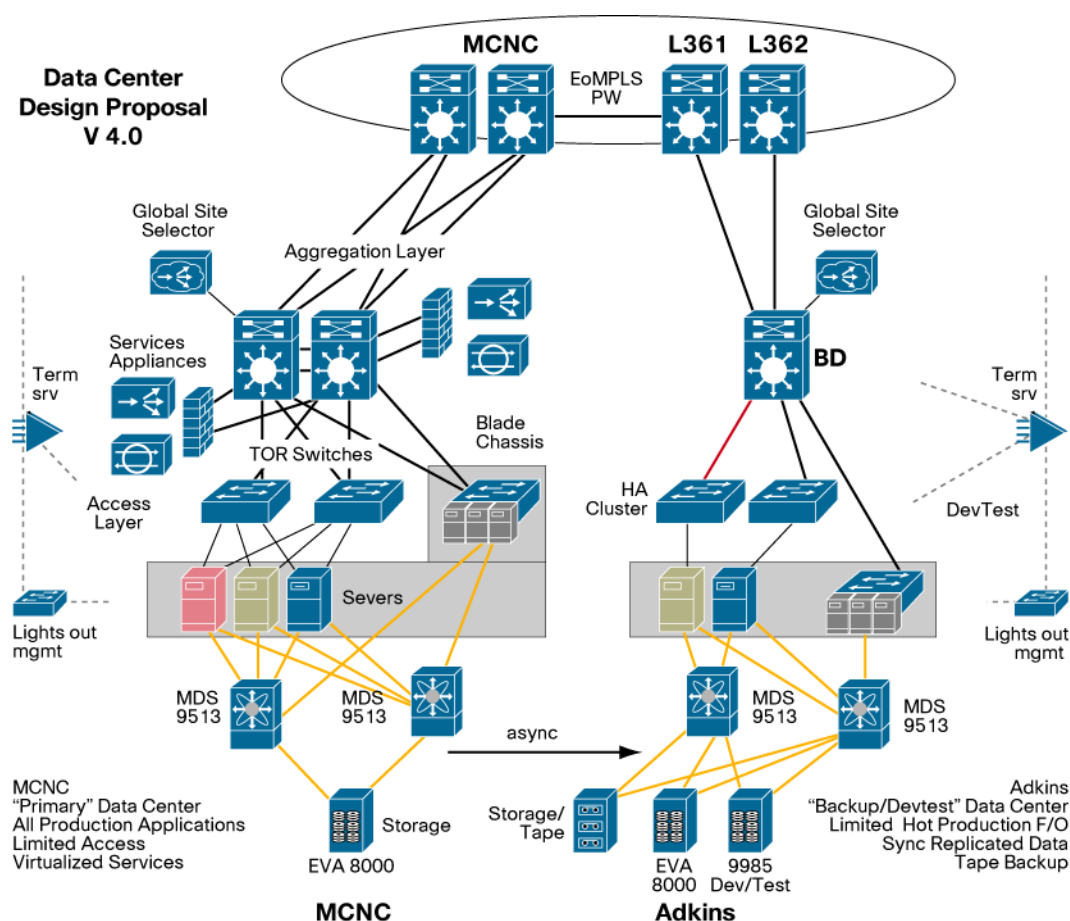 Data Center
Design Proposal
V 4.0
MCNC
L361
L362
EoMPLS
PW
Global Site
Selector
Aggregation Layer
Global Site
Selector
Services
Appliances
Term
srv
BD
Term
srv
Blade
Chassis
TOR Switches
Access
Layer
HA
Cluster
DevTest
Severs
Lights out
mgmt
Lights out
mgmt
MDS
9513
MDS
9513
MDS
9513
MDS
9513
async
MCNC
"Primary" Data Center
All Production Applications
Limited Access
Virtualized Services
Storage
EVA 8000
Storage/
Tape
EVA
8000
9985
Dev/Test
Adkins
"Backup/Devtest" Data Center
Limited Hot Production F/O
Sync Replicated Data
Tape Backup
MCNC
Adkins